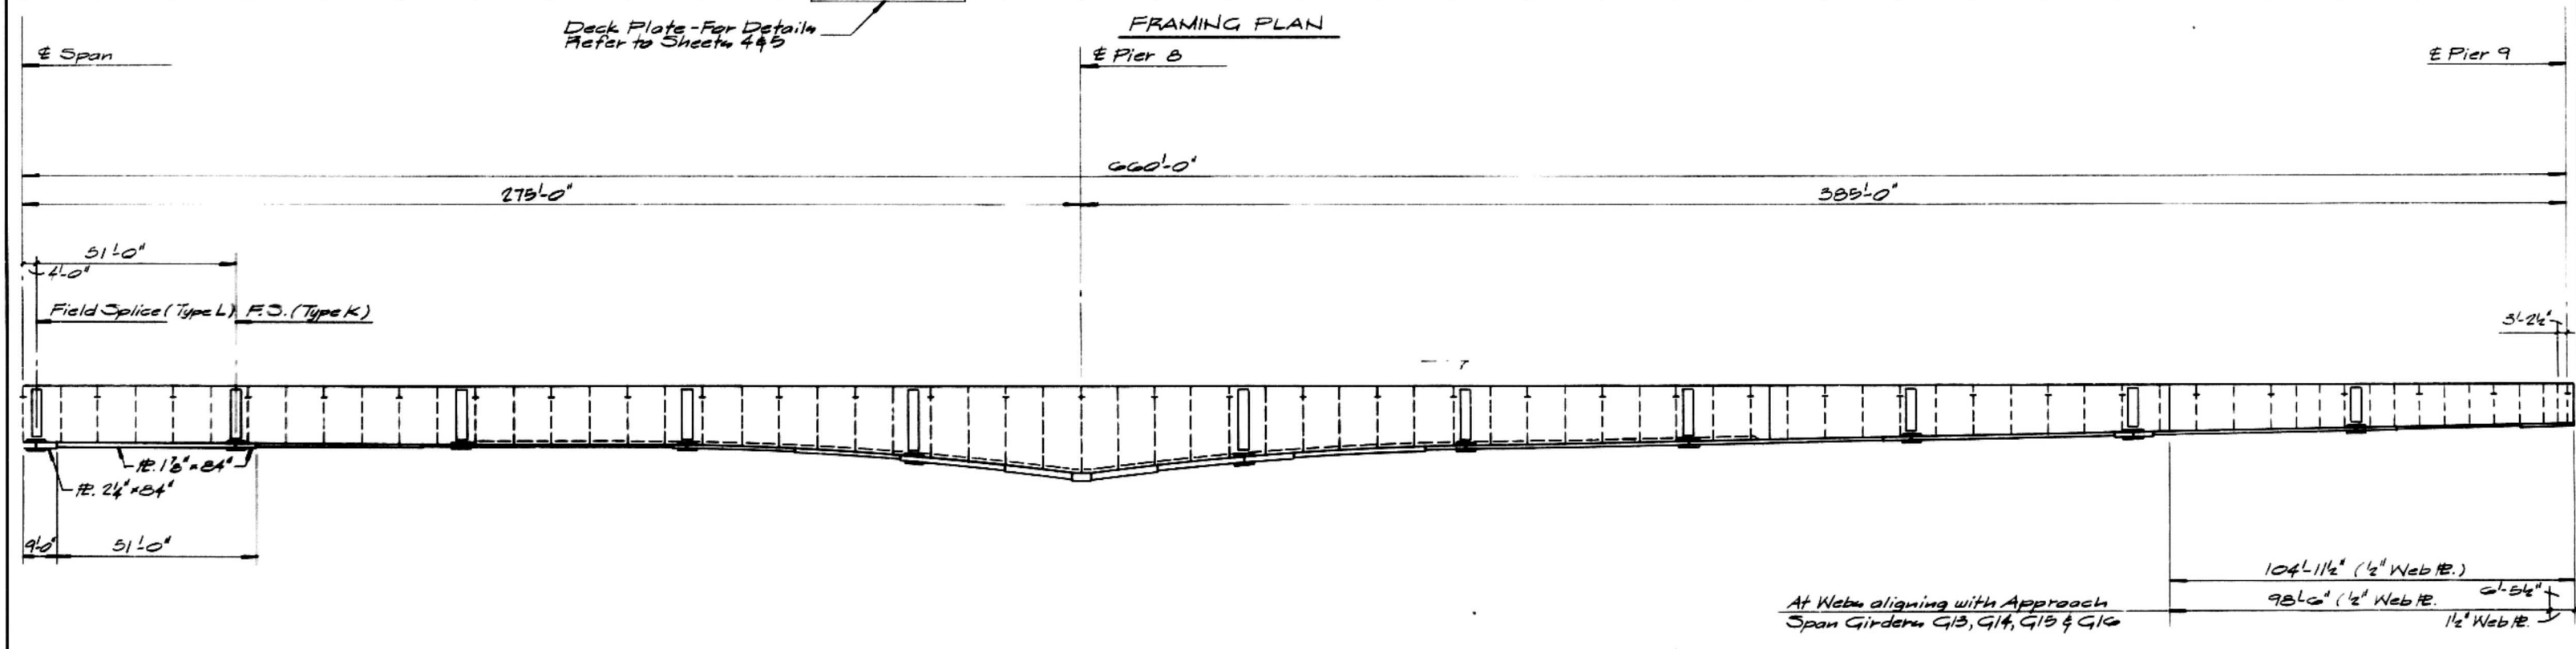 Deck Plate - For Details
Refer to Sheets 4 & 5
FRAMING PLAN
℄ Span
℄ Pier 8
℄ Pier 9
660'-0"
275'-0"
385'-0"
51'-0"
4'-0"
Field Splice (Type L)
F.S. (Type K)
3'-2½"
PL. 1⅞" × 84"
PL. 2¼" × 84"
9'-0"
51'-0"
104'-11½" (½" Web PL.)
At Webs aligning with Approach
Span Girders G13, G14, G15 & G16
98'-6" (½" Web PL.
6'-5½"
1½" Web PL.